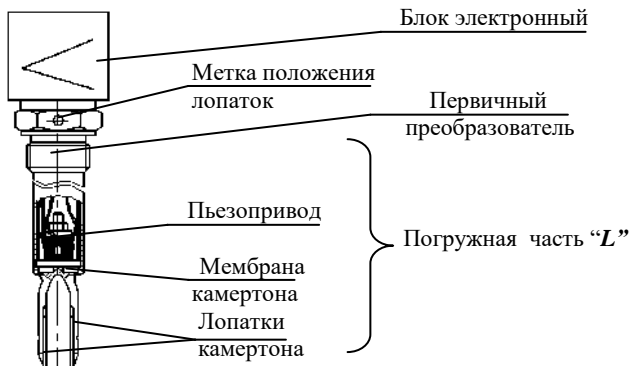 Блок электронный
Метка положения
лопаток
Первичный
преобразователь
Пьезопривод
Погружная часть “L”
Мембрана
камертона
Лопатки
камертона